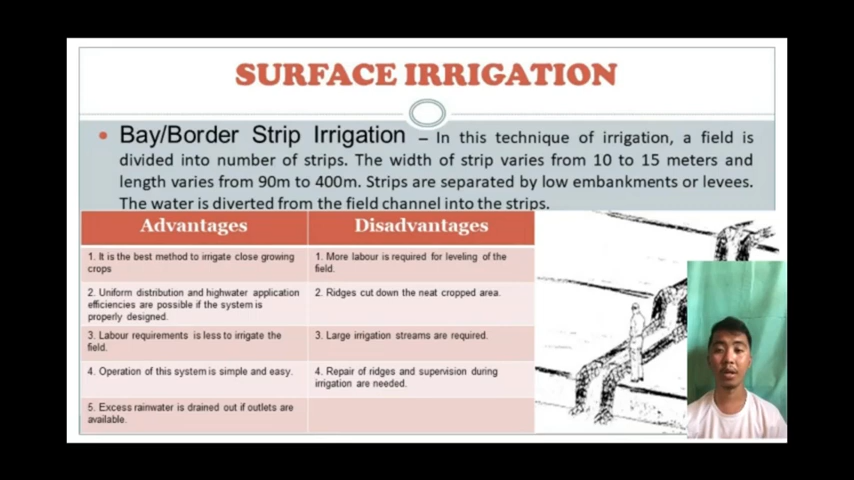 SURFACE IRRIGATION
Bay/Border Strip Irrigation – In this technique of irrigation, a field is
divided into number of strips. The width of strip varies from 10 to 15 meters and
length varies from 90m to 400m. Strips are separated by low embankments or levees.
The water is diverted from the field channel into the strips.
Advantages
Disadvantages
1. It is the best method to irrigate close growing
crops
1. More labour is required for leveling of the
field.
2. Uniform distribution and highwater application
efficiencies are possible if the system is
properly designed.
2. Ridges cut down the neat cropped area.
3. Labour requirements is less to irrigate the
field.
3. Large irrigation streams are required.
4. Operation of this system is simple and easy.
4. Repair of ridges and supervision during
irrigation are needed.
5. Excess rainwater is drained out if outlets are
available.